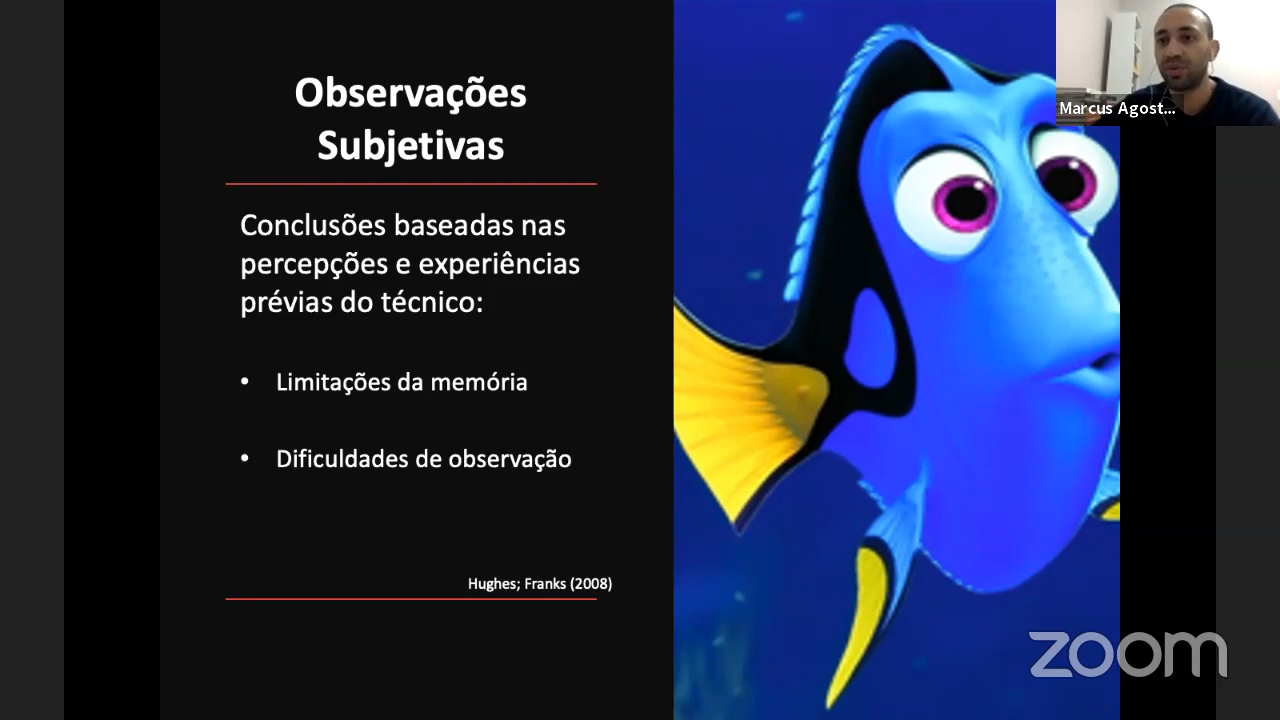 Observações
Subjetivas
Conclusões baseadas nas
percepções e experiências
prévias do técnico:
• Limitações da memória
• Dificuldades de observação
Hughes; Franks (2008)
Marcus Agost...
zoom